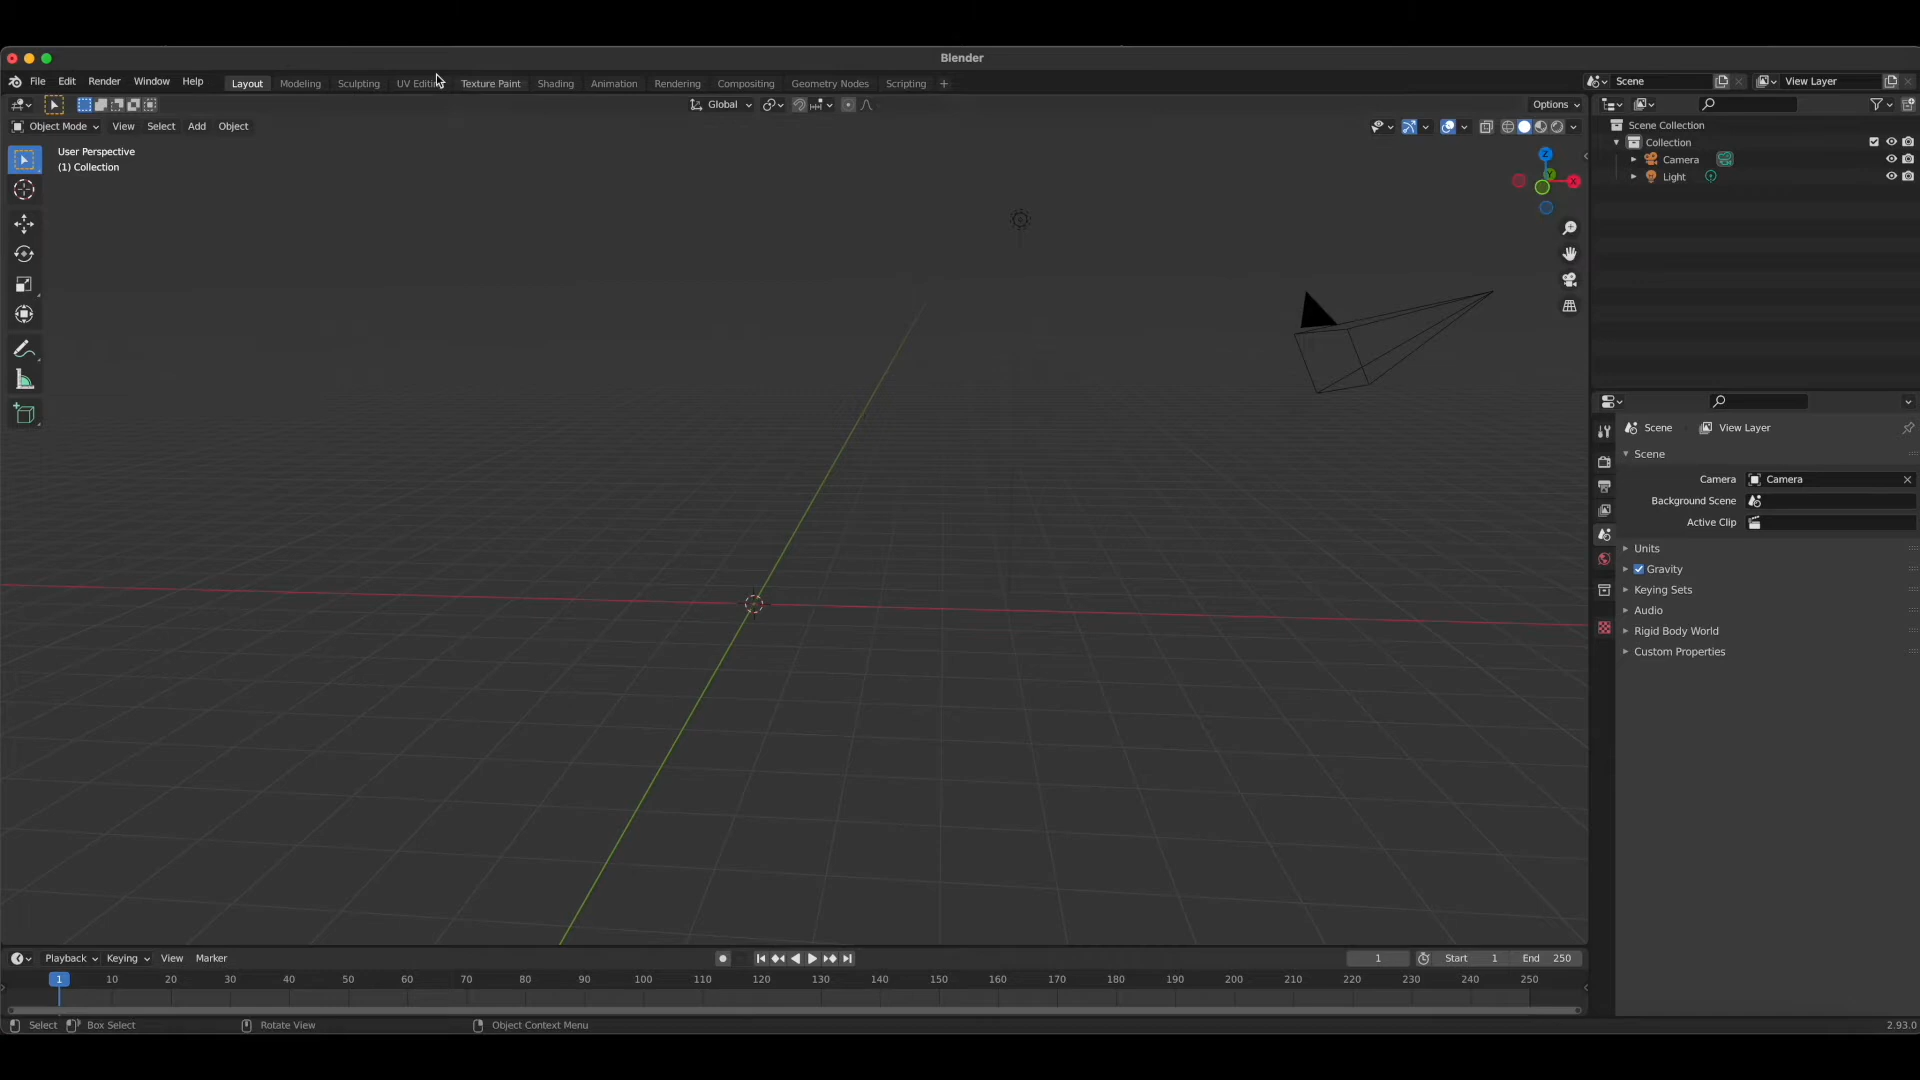 Blender
File Edit Render Window Help Layout Modeling Sculpting UV Editing Texture Paint Shading Animation Rendering Compositing Geometry Nodes Scripting + Scene View Layer
Global Options
Object Mode View Select Add Object
User Perspective
(1) Collection
Z
Y
X
Scene Collection
Collection
Camera
Light
Scene View Layer
Scene
Camera Camera
Background Scene
Active Clip
Units
Gravity
Keying Sets
Audio
Rigid Body World
Custom Properties
Playback Keying View Marker 1 Start 1 End 250
1 10 20 30 40 50 60 70 80 90 100 110 120 130 140 150 160 170 180 190 200 210 220 230 240 250
Select Box Select Rotate View Object Context Menu 2.93.0